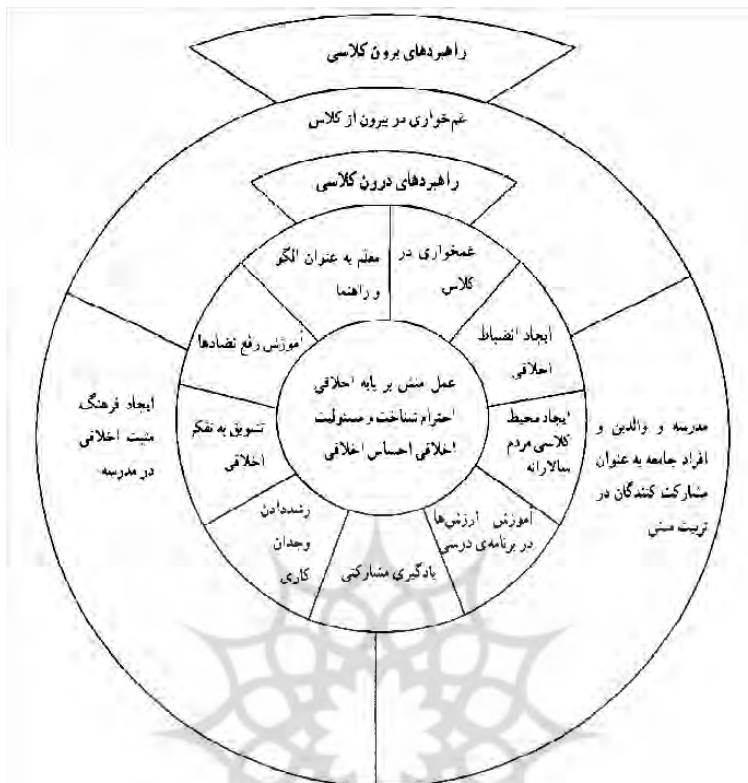 راهبردهای برون کلاسی
غم‌خواری در بیرون از کلاس
راهبردهای درون کلاسی
غمخواری در
کلاس
معلم به عنوان الگو
و راهنما
ایجاد انضباط
اخلاقی
آموزش رفع تضادها
عمل منش بر پایه اخلاقی
احترام شناخت و مسئولیت
اخلاقی احساس اخلاقی
ایجاد محیط
کلاسی مردم
سالارانه
تشویق به تفکر
اخلاقی
آموزش ارزش‌ها
در برنامه‌ی درسی
یادگیری مشارکتی
رشددادن
وجدان
کاری
مدرسه و والدین و
افراد جامعه به عنوان
مشارکت کنندگان در
تربیت منش
ایجاد فرهنگ
مثبت اخلاقی
در مدرسه